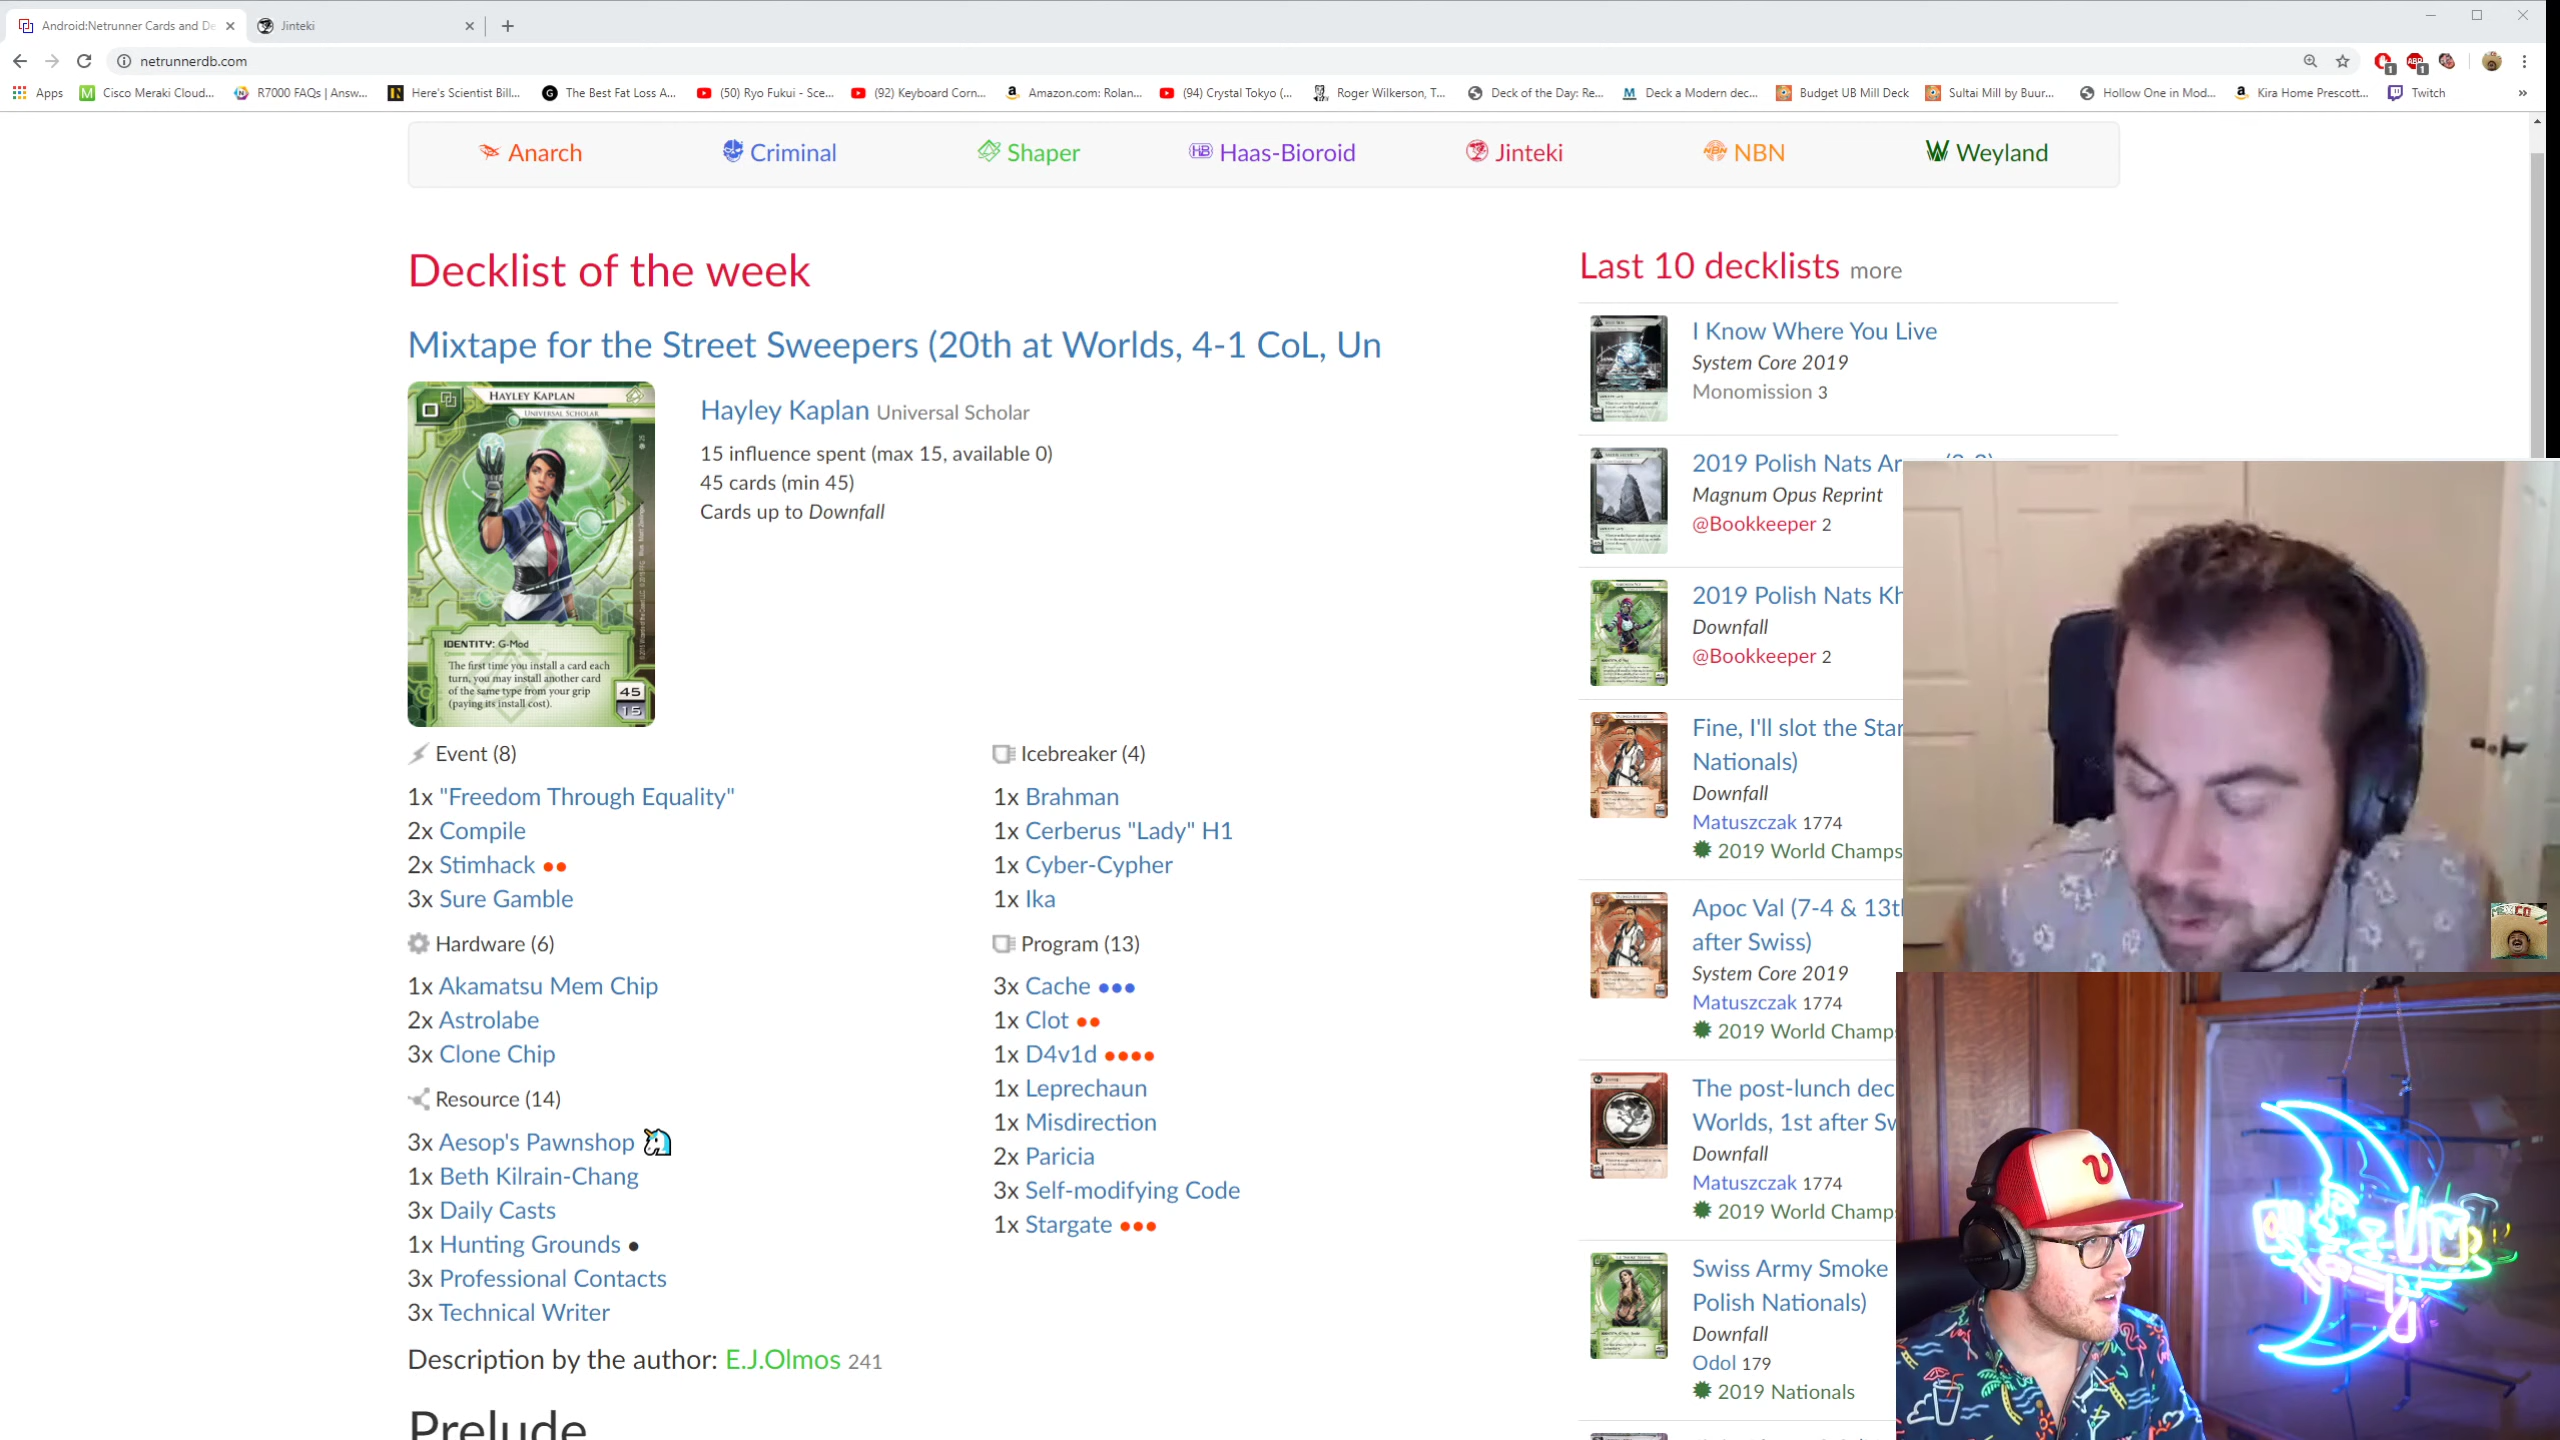 Android:Netrunner Cards and De
Jinteki
netrunnerdb.com
Apps
Cisco Meraki Cloud...
R7000 FAQs | Answ...
Here's Scientist Bill...
The Best Fat Loss A...
(50) Ryo Fukui - Sce...
(92) Keyboard Corn...
Amazon.com: Rolan...
(94) Crystal Tokyo (...
Roger Wilkerson, T...
Deck of the Day: Re...
Deck a Modern dec...
Budget UB Mill Deck
Sultai Mill by Buur...
Hollow One in Mod...
Kira Home Prescott...
Twitch
»
Anarch
Criminal
Shaper
Haas-Bioroid
Jinteki
NBN
Weyland
Decklist of the week
Mixtape for the Street Sweepers (20th at Worlds, 4-1 CoL, Un
HAYLEY KAPLAN
UNIVERSAL SCHOLAR
IDENTITY: G-Mod
The first time you install a card each
turn, you may install another card
of the same type from your grip
(paying its install cost).
45
15
Hayley Kaplan Universal Scholar
15 influence spent (max 15, available 0)
45 cards (min 45)
Cards up to Downfall
Event (8)
1x "Freedom Through Equality"
2x Compile
2x Stimhack ●●
3x Sure Gamble
Hardware (6)
1x Akamatsu Mem Chip
2x Astrolabe
3x Clone Chip
Resource (14)
3x Aesop's Pawnshop
1x Beth Kilrain-Chang
3x Daily Casts
1x Hunting Grounds ●
3x Professional Contacts
3x Technical Writer
Icebreaker (4)
1x Brahman
1x Cerberus "Lady" H1
1x Cyber-Cypher
1x Ika
Program (13)
3x Cache ●●●
1x Clot ●●
1x D4v1d ●●●●
1x Leprechaun
1x Misdirection
2x Paricia
3x Self-modifying Code
1x Stargate ●●●
Description by the author: E.J.Olmos 241
Prelude
Last 10 decklists more
I Know Where You Live
System Core 2019
Monomission 3
2019 Polish Nats
Magnum Opus Reprint
@Bookkeeper 2
2019 Polish Nats Kh
Downfall
@Bookkeeper 2
Fine, I'll slot the Star
Nationals)
Downfall
Matuszczak 1774
2019 World Champs
Apoc Val (7-4 & 13th
after Swiss)
System Core 2019
Matuszczak 1774
2019 World Champs
The post-lunch dec
Worlds, 1st after Sw
Downfall
Matuszczak 1774
2019 World Champs
Swiss Army Smoke
Polish Nationals)
Downfall
Odol 179
2019 Nationals
MEXICO